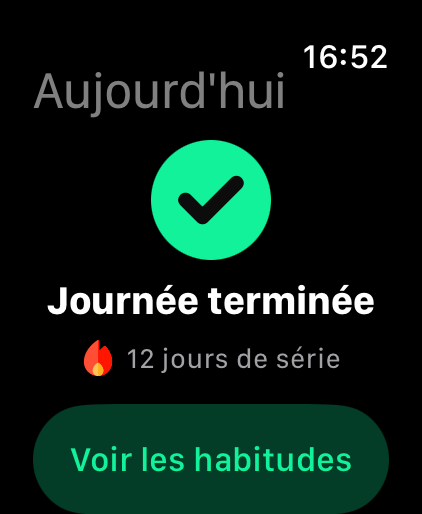 16:52
Aujourd'hui
Journée terminée
12 jours de série
Voir les habitudes